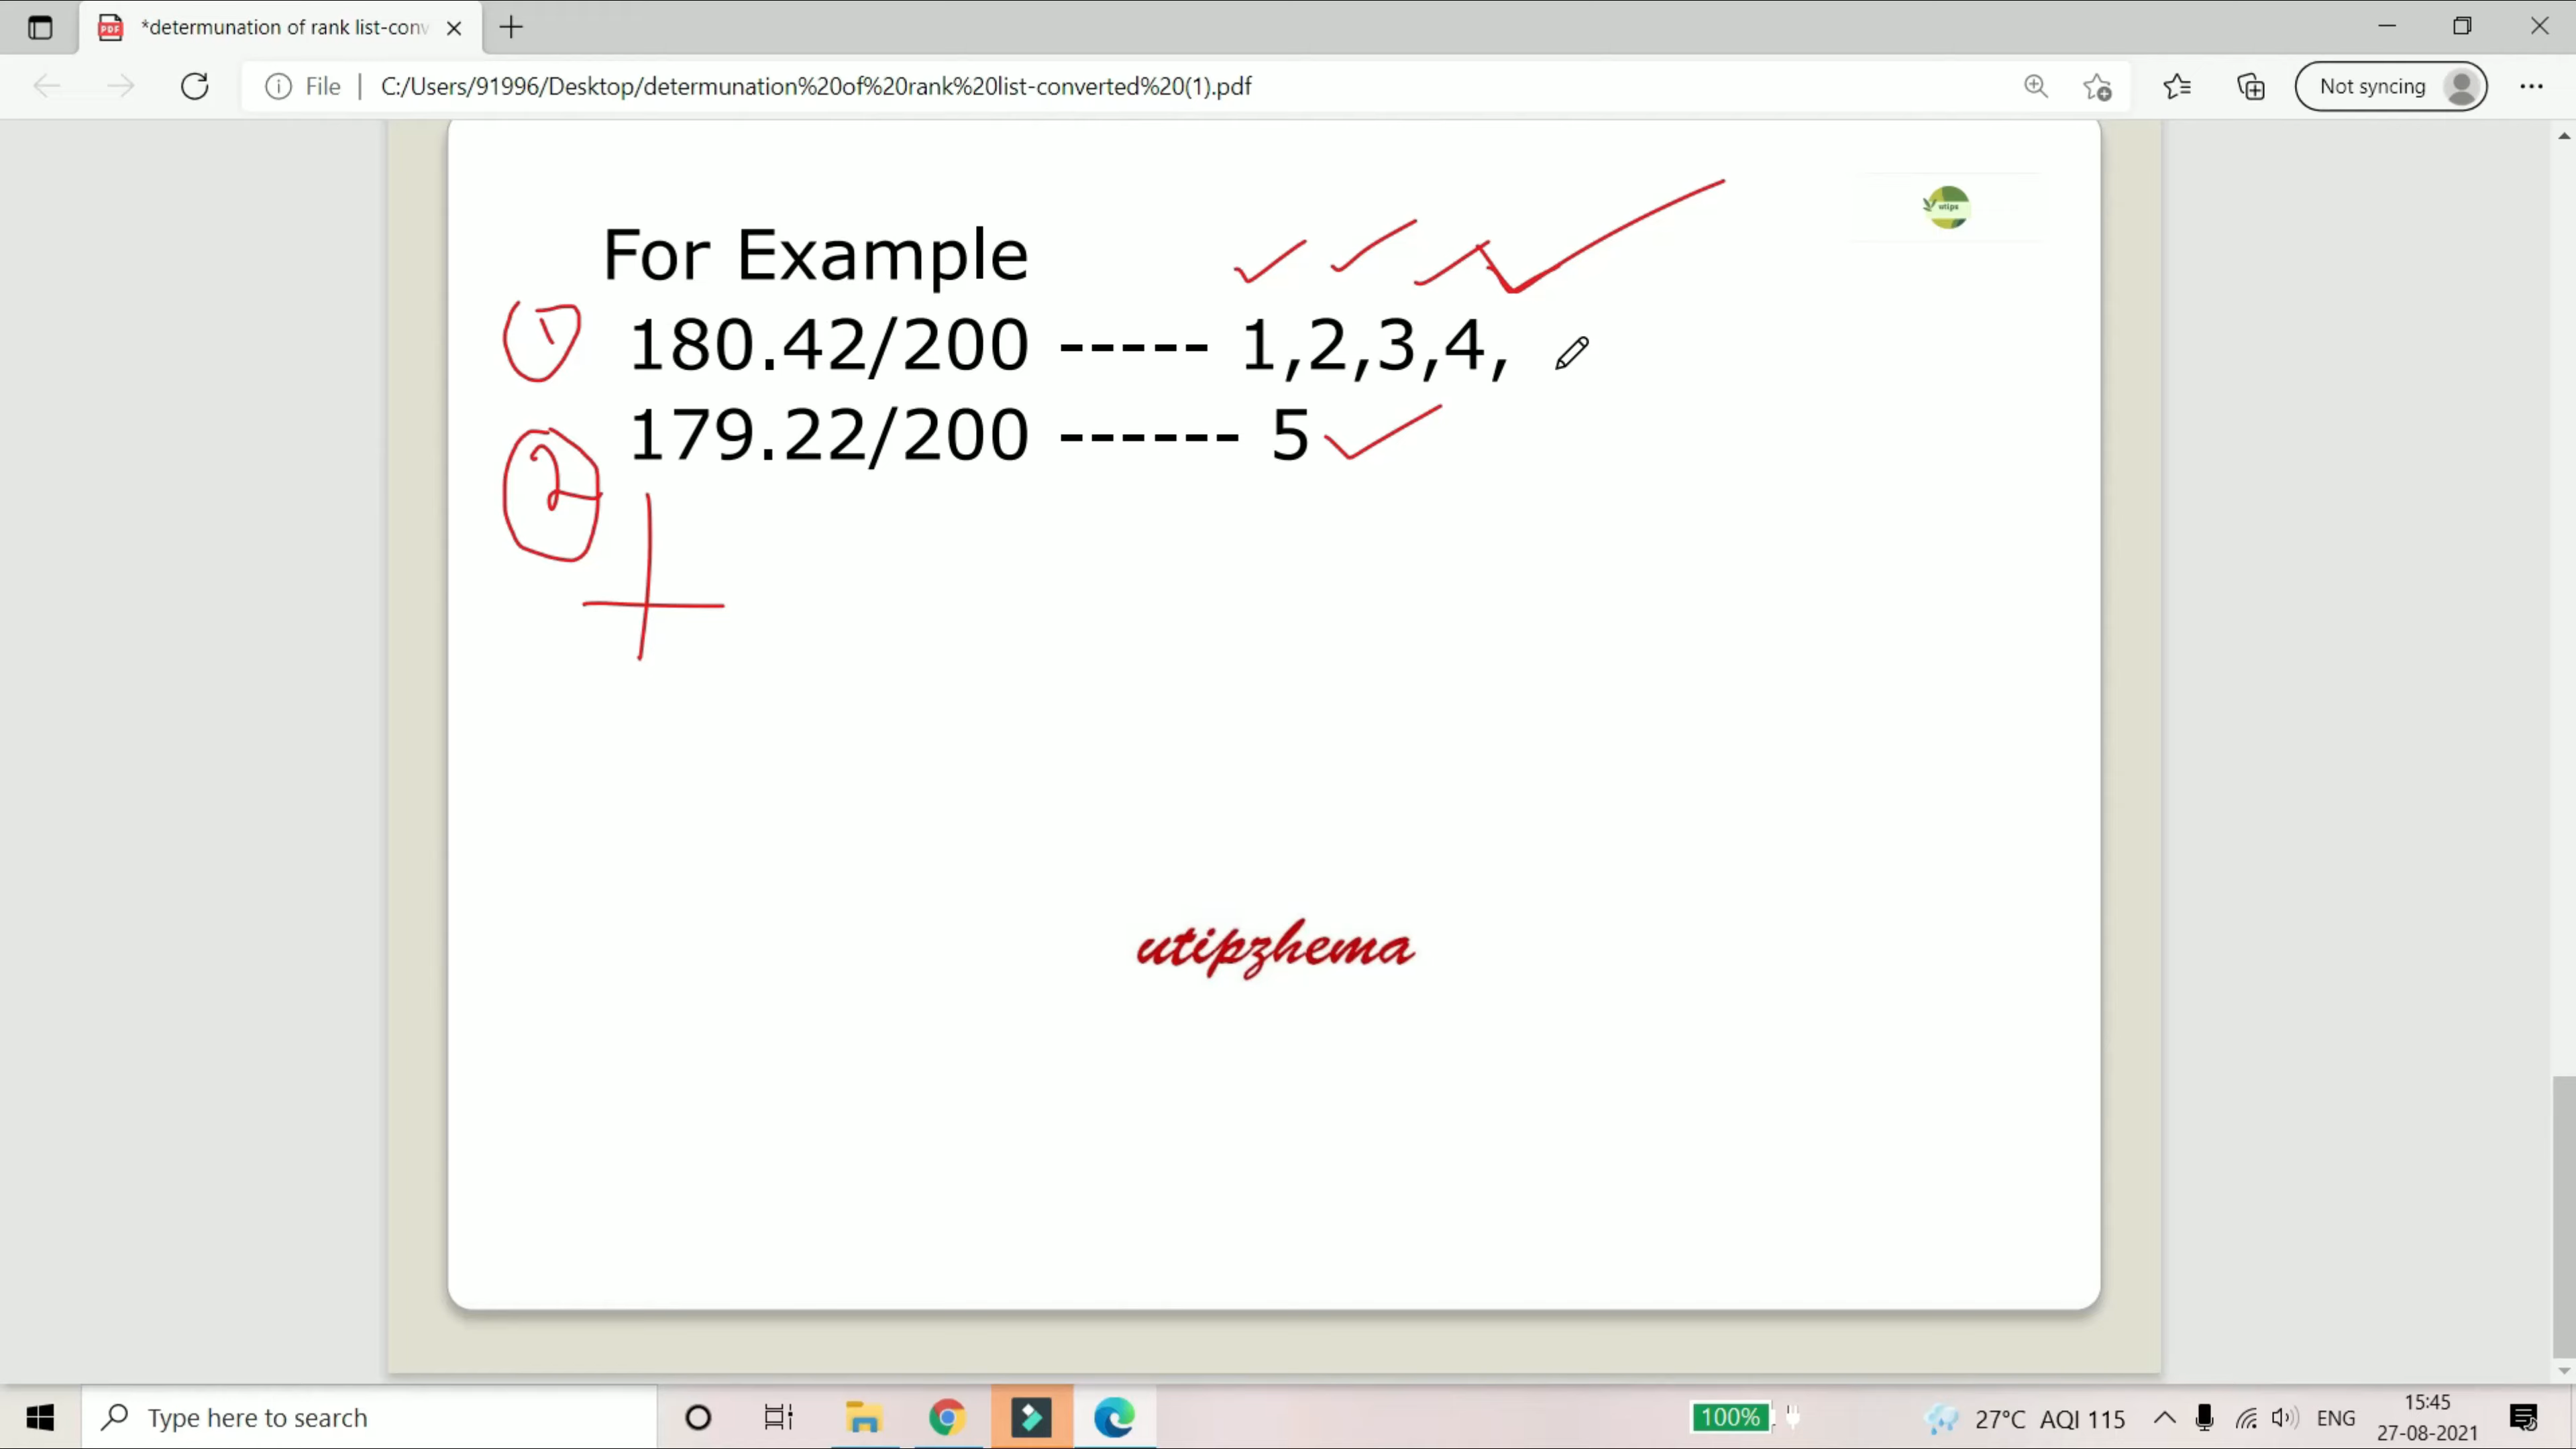 *determunation of rank list-conv
File
C:/Users/91996/Desktop/determunation%20of%20rank%20list-converted%20(1).pdf
Not syncing
utipz
For Example
1 180.42/200 ----- 1,2,3,4,
2 179.22/200 ------ 5
utipzhema
Type here to search
100%
27°C AQI 115
ENG
15:45
27-08-2021